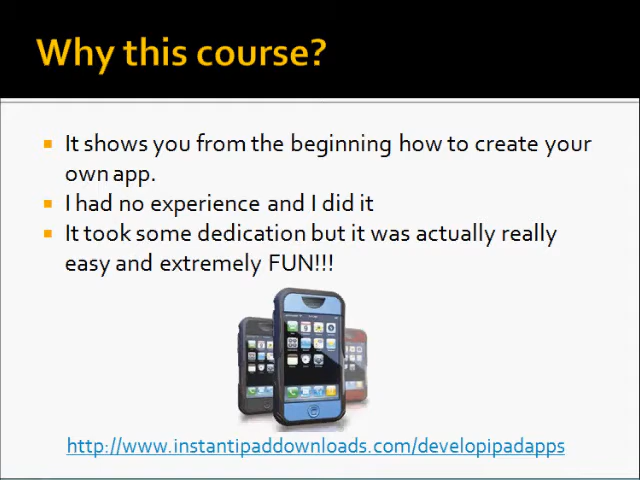 Why this course?
It shows you from the beginning how to create your
own app.
I had no experience and I did it
It took some dedication but it was actually really
easy and extremely FUN!!!
http://www.instantipaddownloads.com/developipadapps